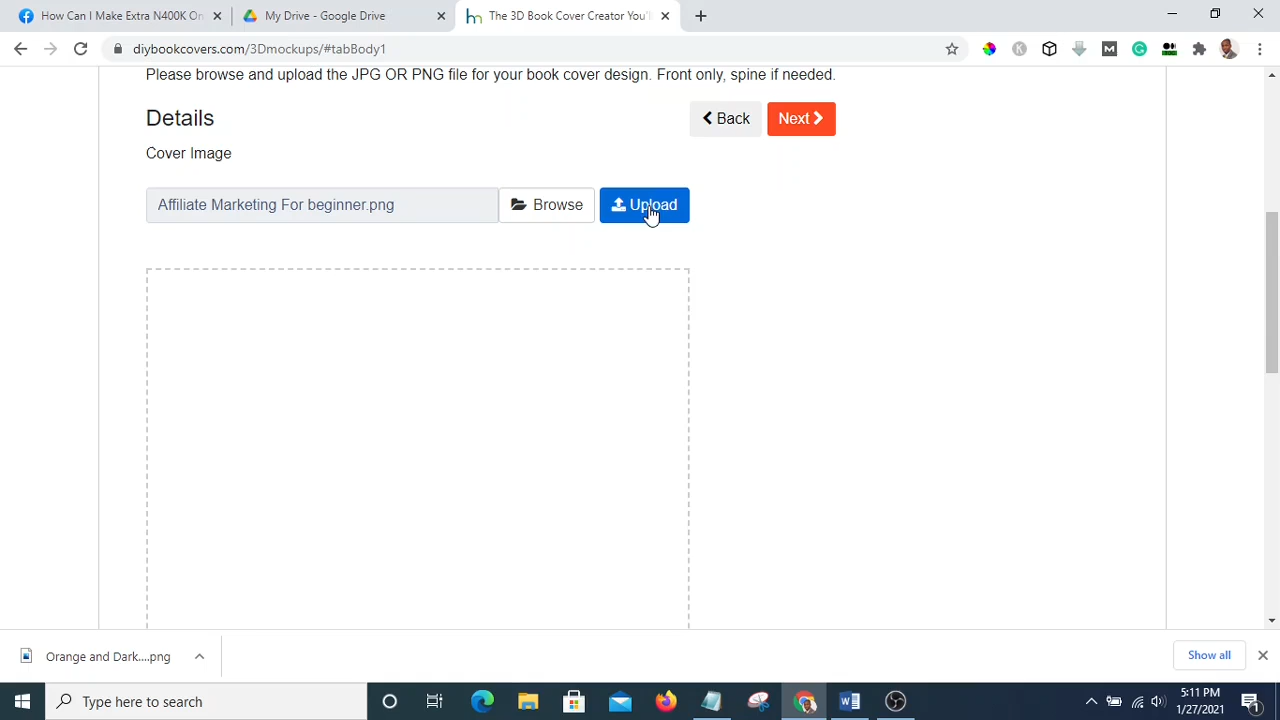 How Can I Make Extra N400K On
My Drive - Google Drive
The 3D Book Cover Creator You'll
diybookcovers.com/3Dmockups/#tabBody1
Please browse and upload the JPG OR PNG file for your book cover design. Front only, spine if needed.
Details
Back
Next
Cover Image
Affiliate Marketing For beginner.png
Browse
Upload
Orange and Dark....png
Show all
Type here to search
5:11 PM
1/27/2021